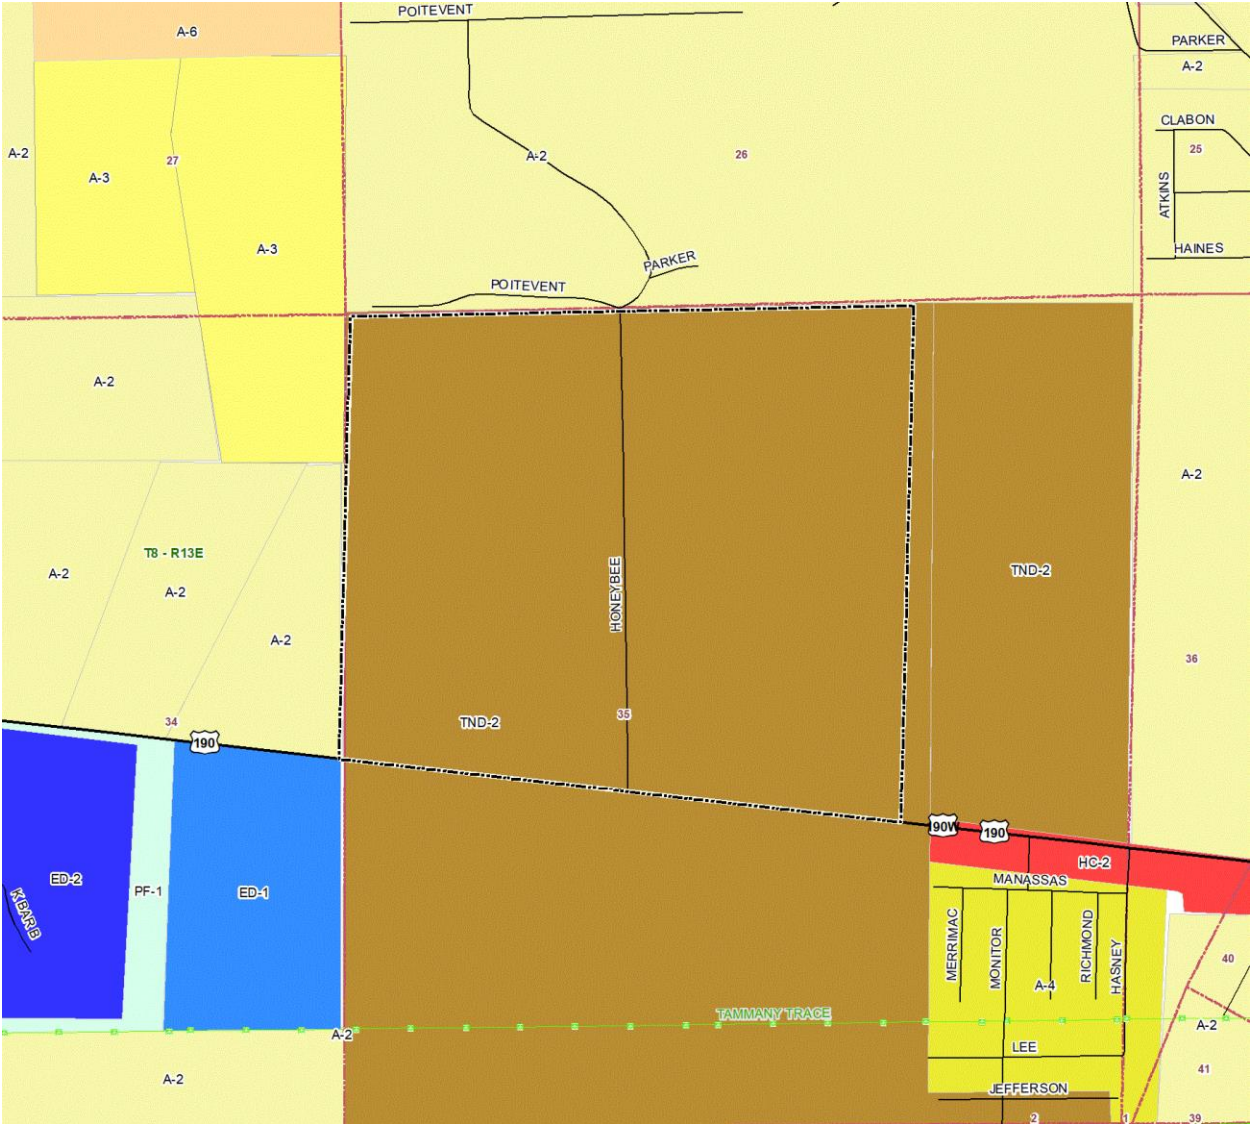 POITEVENT
A-6
PARKER
A-2
CLABON
25
A-2
27
A-2
26
A-3
ATKINS
A-3
HAINES
PARKER
POITEVENT
A-2
A-2
T8 - R13E
A-2
TND-2
A-2
HONEYBEE
A-2
36
34
TND-2
35
190
190W
190
HC-2
ED-2
PF-1
ED-1
MANASSAS
KBARB
MERRIMAC
MONITOR
RICHMOND
HASNEY
40
A-4
TAMMANY TRACE
A-2
A-2
LEE
A-2
41
JEFFERSON
2
1
39